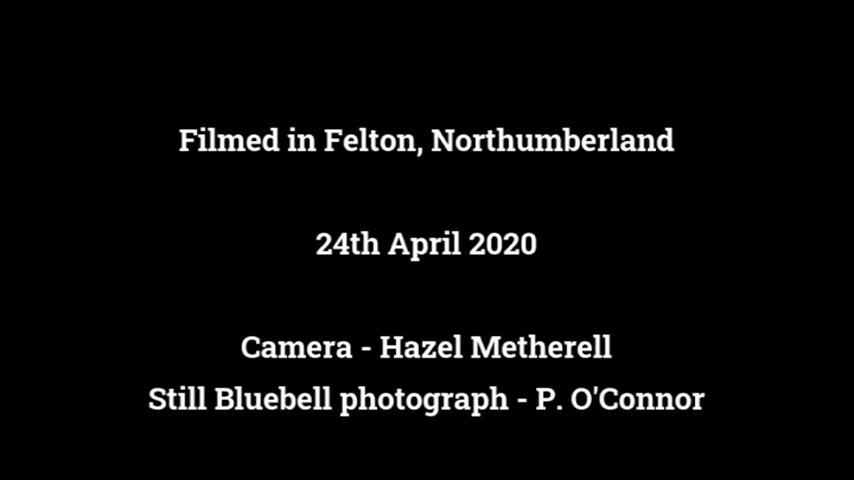 Filmed in Felton, Northumberland
24th April 2020
Camera - Hazel Metherell
Still Bluebell photograph - P. O'Connor